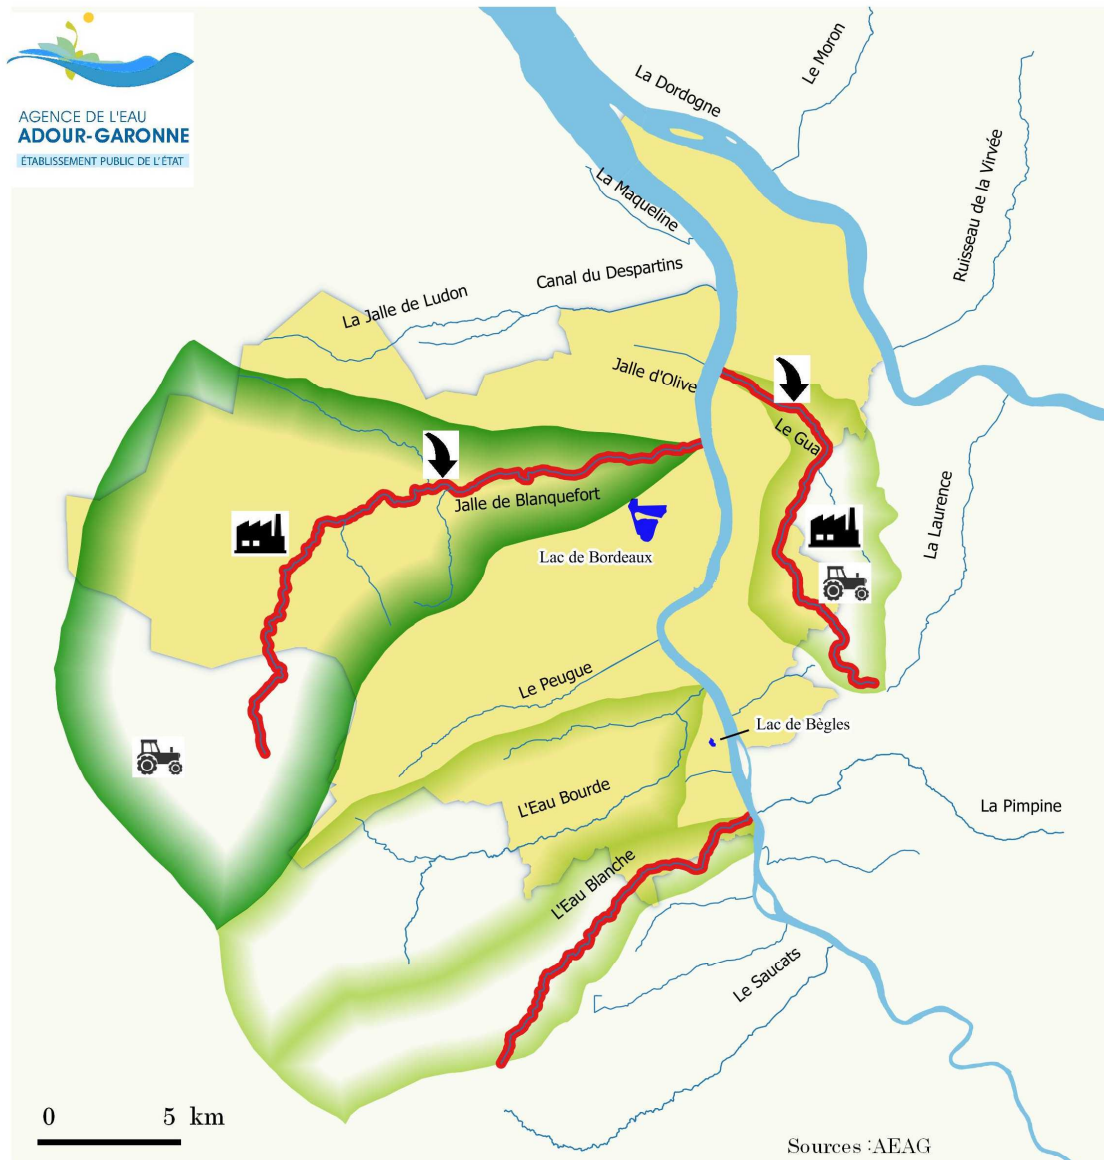 AGENCE DE L'EAU
ADOUR-GARONNE
ÉTABLISSEMENT PUBLIC DE L'ÉTAT
La Dordogne
Le Moron
Ruisseau de la Virvée
La Maqueline
Canal du Despartins
La Jalle de Ludon
Jalle d'Olive
Le Gua
Jalle de Blanquefort
La Laurence
Lac de Bordeaux
Le Peugue
Lac de Bègles
L'Eau Bourde
La Pimpine
L'Eau Blanche
Le Saucats
0 5 km
Sources :AEAG